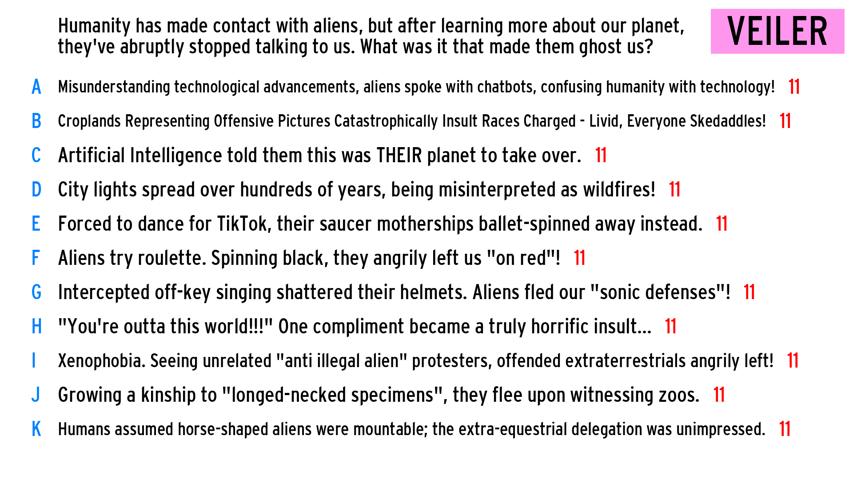 Humanity has made contact with aliens, but after learning more about our planet,
they've abruptly stopped talking to us. What was it that made them ghost us?
VEILER
A Misunderstanding technological advancements, aliens spoke with chatbots, confusing humanity with technology! 11
B Croplands Representing Offensive Pictures Catastrophically Insult Races Charged - Livid, Everyone Skedaddles! 11
C Artificial Intelligence told them this was THEIR planet to take over. 11
D City lights spread over hundreds of years, being misinterpreted as wildfires! 11
E Forced to dance for TikTok, their saucer motherships ballet-spinned away instead. 11
F Aliens try roulette. Spinning black, they angrily left us "on red"! 11
G Intercepted off-key singing shattered their helmets. Aliens fled our "sonic defenses"! 11
H "You're outta this world!!!" One compliment became a truly horrific insult... 11
I Xenophobia. Seeing unrelated "anti illegal alien" protesters, offended extraterrestrials angrily left! 11
J Growing a kinship to "longed-necked specimens", they flee upon witnessing zoos. 11
K Humans assumed horse-shaped aliens were mountable; the extra-equestrial delegation was unimpressed. 11